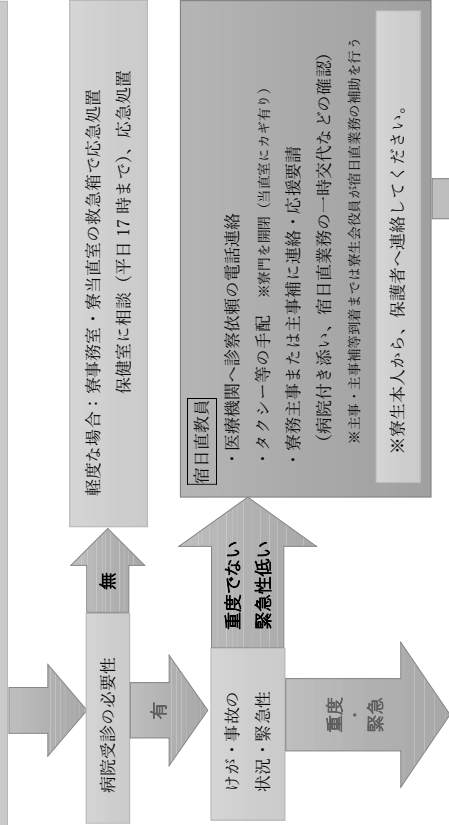 病院受診の必要性
無
軽度な場合：寮事務室・寮当直室の救急箱で応急処置
保健室に相談（平日 17 時まで）、応急処置
有
けが・事故の
状況・緊急性
重度でない
緊急性低い
宿日直教員
・医療機関へ診察依頼の電話連絡
・タクシー等の手配　※寮門を開閉（当直室にカギ有り）
・寮務主事または主事補に連絡・応援要請
（病院付き添い、宿日直業務の一時交代などの確認）
※主事・主事補等到着までは寮生会役員が宿日直業務の補助を行う
※寮生本人から、保護者へ連絡してください。
重度
・
緊急